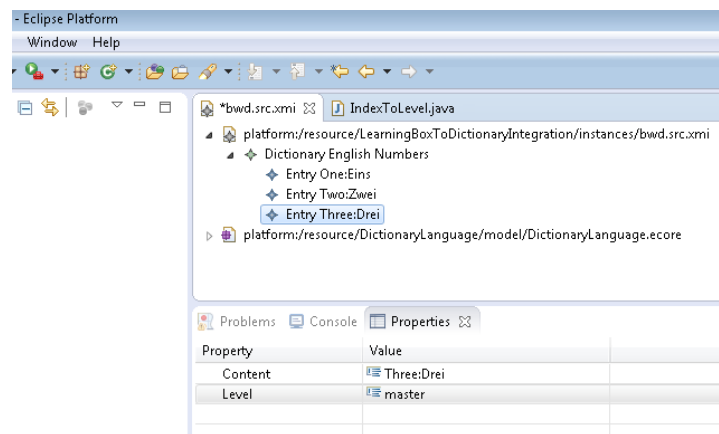 - Eclipse Platform
Window Help
*bwd.src.xmi IndexToLevel.java
platform:/resource/LearningBoxToDictionaryIntegration/instances/bwd.src.xmi
Dictionary English Numbers
Entry One:Eins
Entry Two:Zwei
Entry Three:Drei
platform:/resource/DictionaryLanguage/model/DictionaryLanguage.ecore
Problems Console Properties
Property Value
Content Three:Drei
Level master